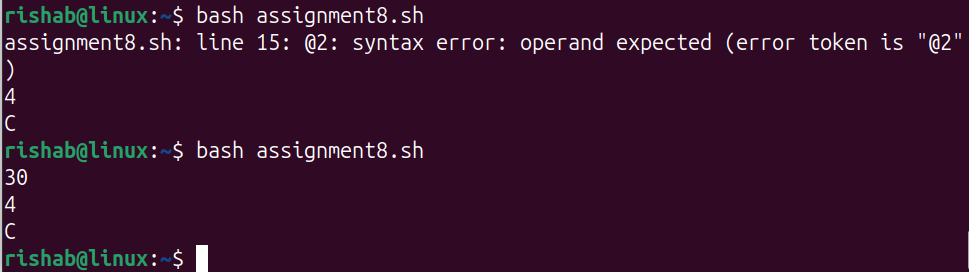 rishab@linux:~$ bash assignment8.sh
assignment8.sh: line 15: @2: syntax error: operand expected (error token is "@2"
)
4
C
rishab@linux:~$ bash assignment8.sh
30
4
C
rishab@linux:~$